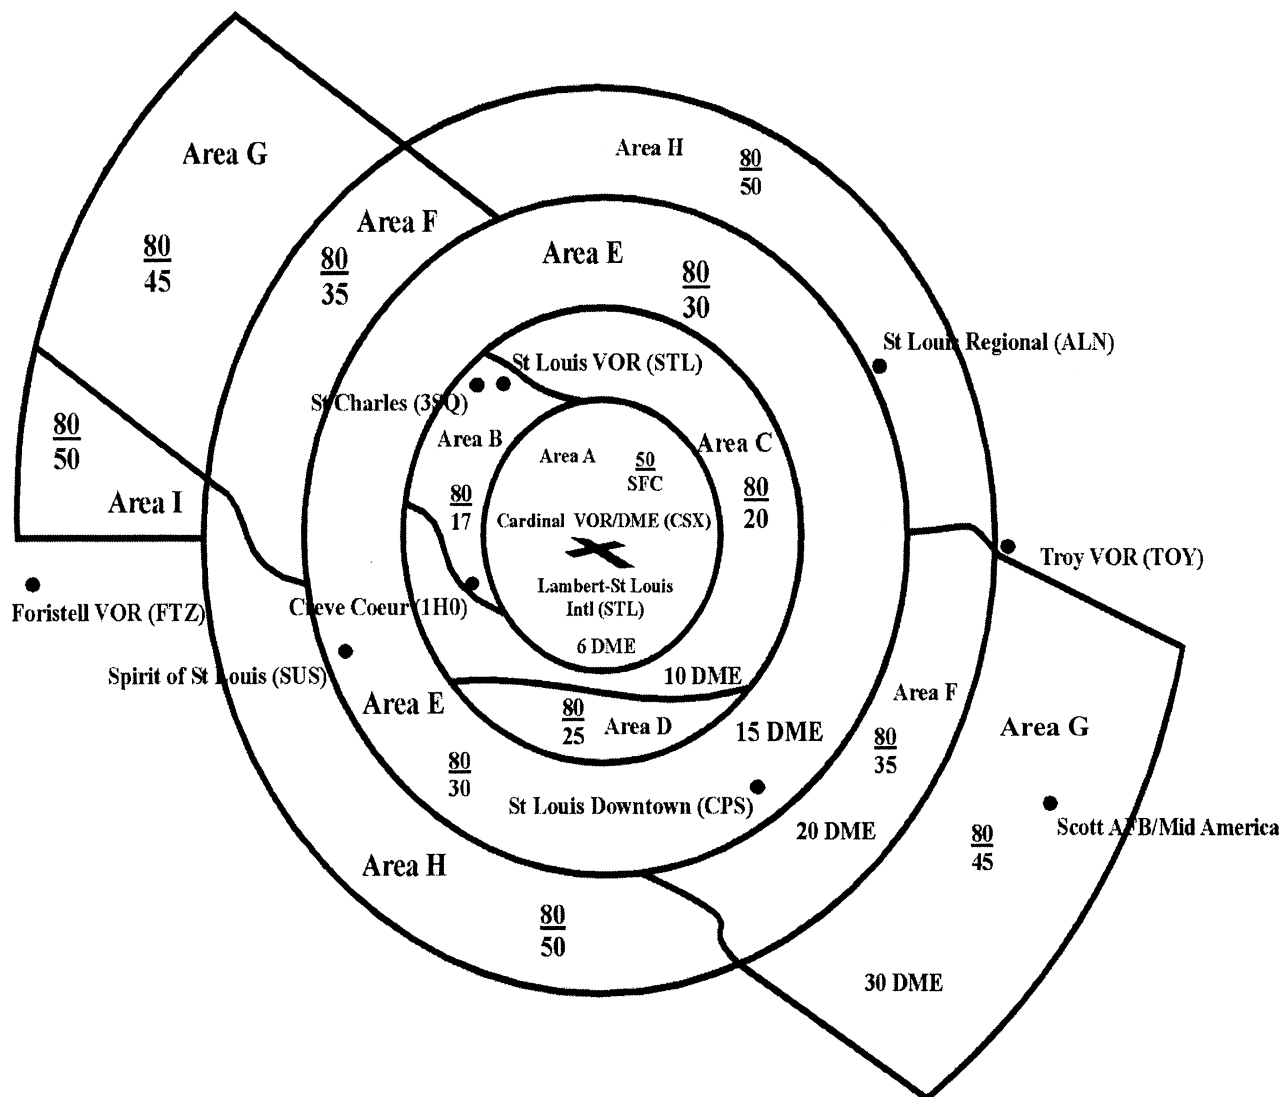 Area G
80
45
Area H
80
50
Area F
80
35
Area E
80
30
St Louis Regional (ALN)
St Louis VOR (STL)
St Charles (3SQ)
Area B
80
17
Area A
50
SFC
Area C
80
20
80
50
Area I
Cardinal VOR/DME (CSX)
Lambert-St Louis
Intl (STL)
6 DME
Troy VOR (TOY)
Foristell VOR (FTZ)
Creve Coeur (1H0)
Spirit of St Louis (SUS)
10 DME
Area E
80
30
80
25
Area D
15 DME
Area F
80
35
Area G
80
45
St Louis Downtown (CPS)
20 DME
Scott AFB/Mid America
Area H
80
50
30 DME